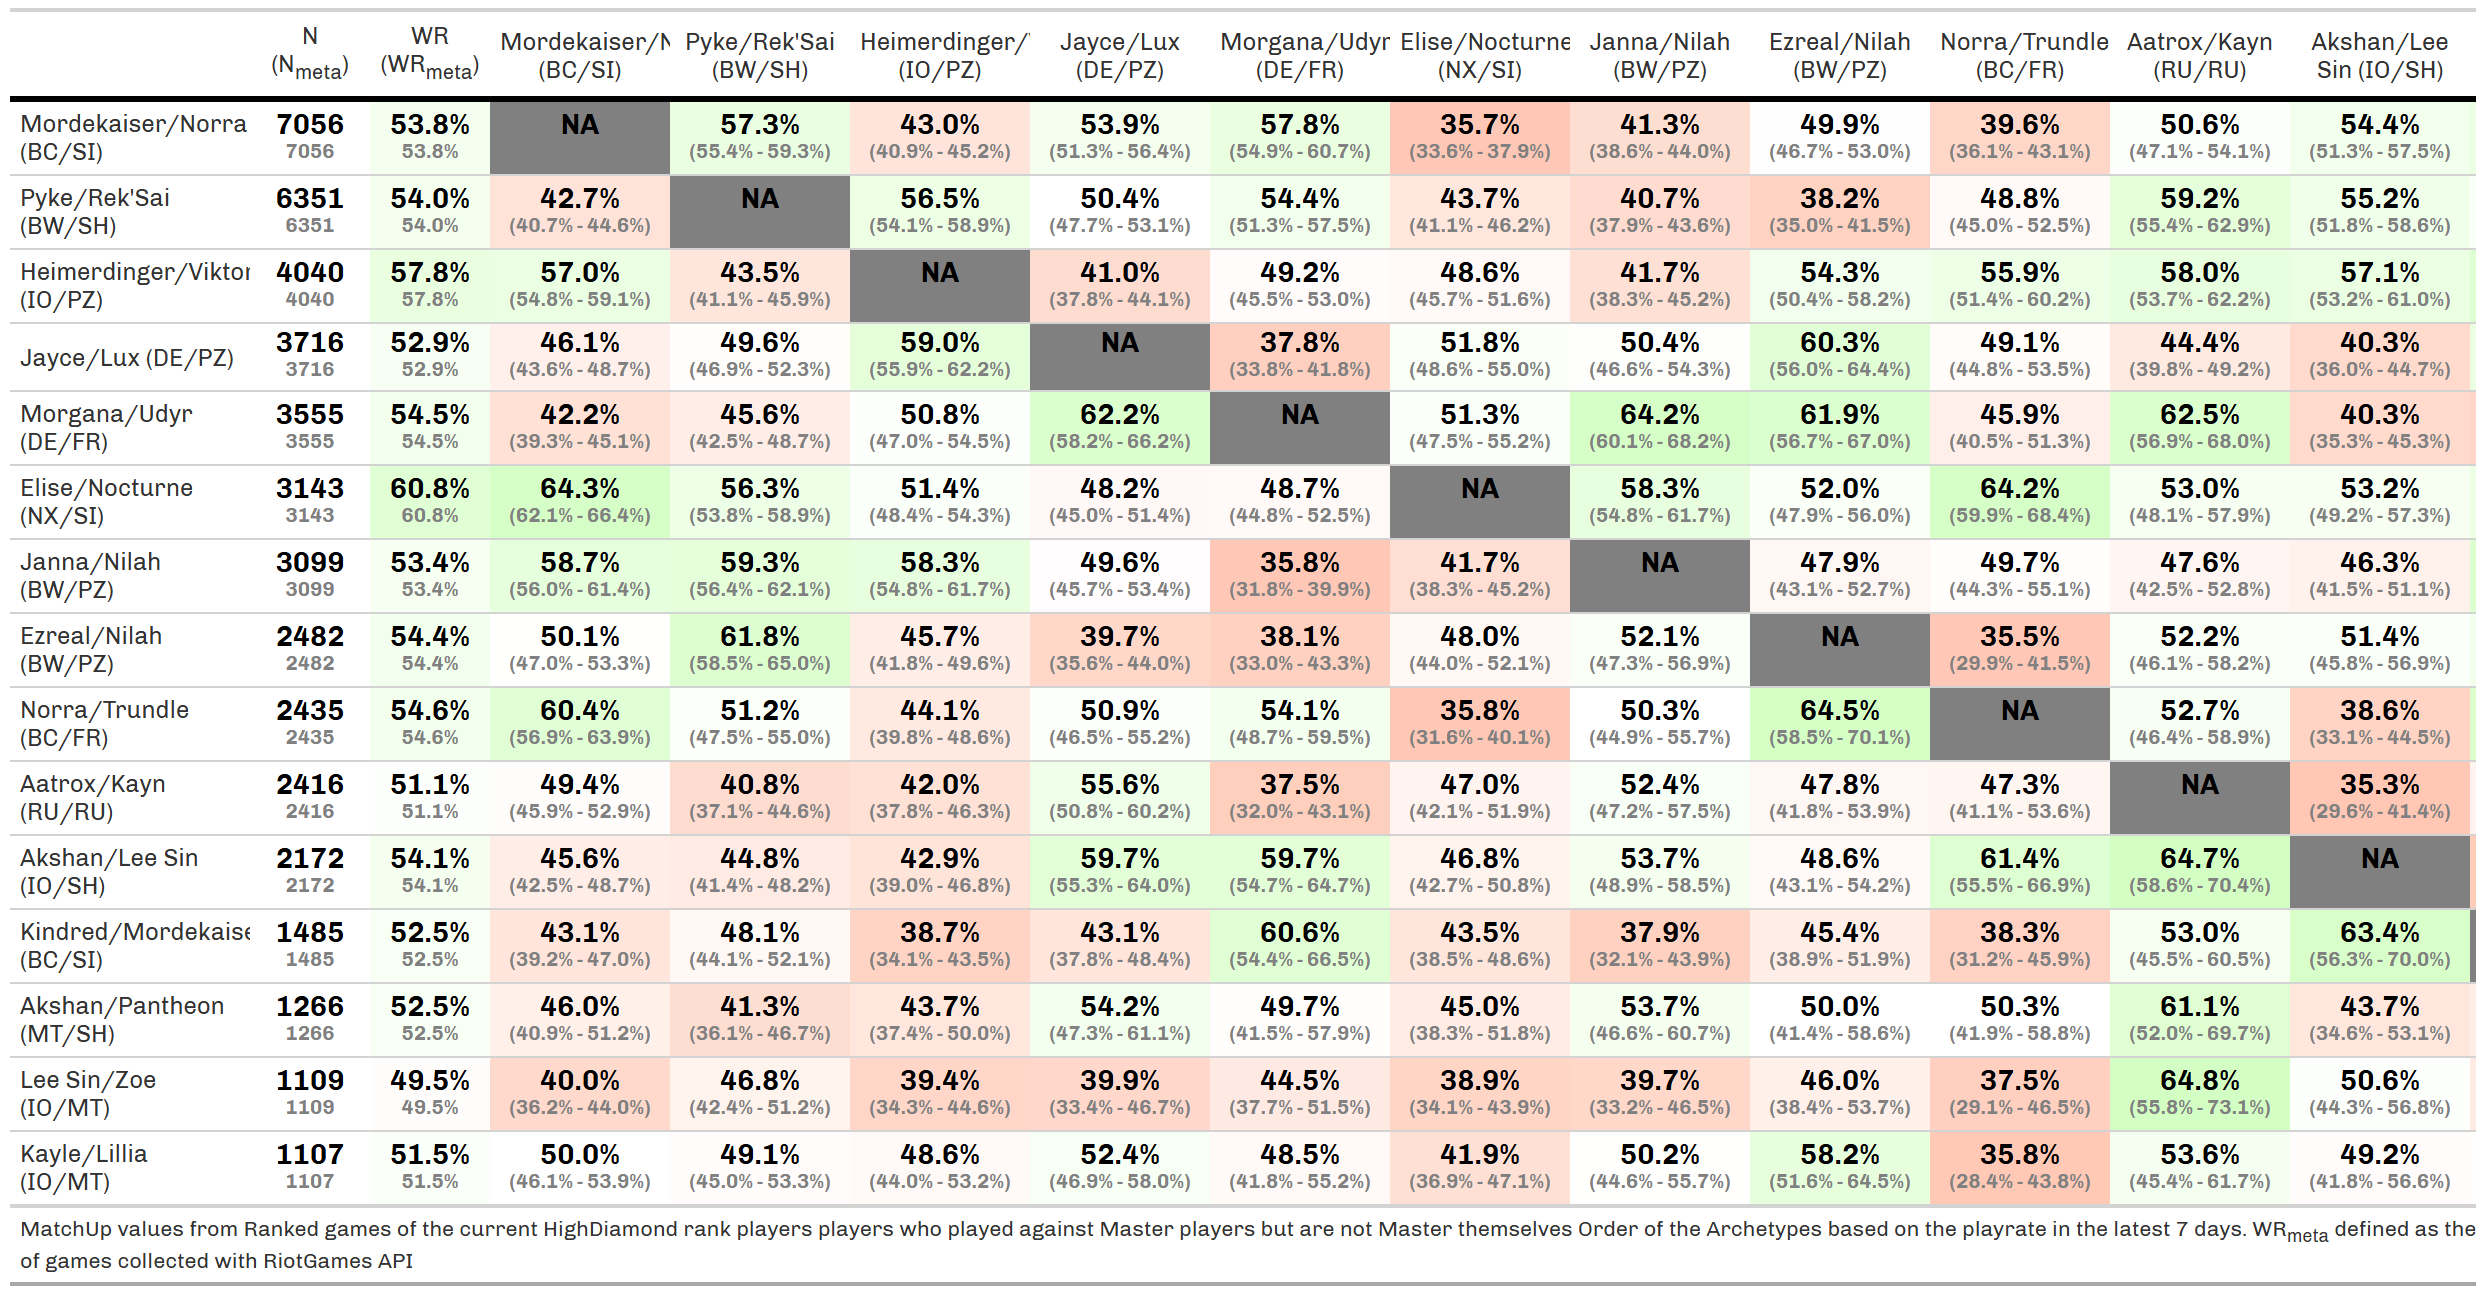 N WR Mordekaiser/N Pyke/Rek'Sai Heimerdinger/ Jayce/Lux Morgana/Udyr Elise/Nocturne Janna/Nilah Ezreal/Nilah Norra/Trundle Aatrox/Kayn Akshan/Lee
(Nmeta) (WRmeta) (BC/SI) (BW/SH) (IO/PZ) (DE/PZ) (DE/FR) (NX/SI) (BW/PZ) (BW/PZ) (BC/FR) (RU/RU) Sin (IO/SH)
Mordekaiser/Norra 7056 53.8% NA 57.3% 43.0% 53.9% 57.8% 35.7% 41.3% 49.9% 39.6% 50.6% 54.4%
(BC/SI) 7056 53.8% (55.4% - 59.3%) (40.9% - 45.2%) (51.3% - 56.4%) (54.9% - 60.7%) (33.6% - 37.9%) (38.6% - 44.0%) (46.7% - 53.0%) (36.1% - 43.1%) (47.1% - 54.1%) (51.3% - 57.5%)
Pyke/Rek'Sai 6351 54.0% 42.7% NA 56.5% 50.4% 54.4% 43.7% 40.7% 38.2% 48.8% 59.2% 55.2%
(BW/SH) 6351 54.0% (40.7% - 44.6%) (54.1% - 58.9%) (47.7% - 53.1%) (51.3% - 57.5%) (41.1% - 46.2%) (37.9% - 43.6%) (35.0% - 41.5%) (45.0% - 52.5%) (55.4% - 62.9%) (51.8% - 58.6%)
Heimerdinger/Viktor 4040 57.8% 57.0% 43.5% NA 41.0% 49.2% 48.6% 41.7% 54.3% 55.9% 58.0% 57.1%
(IO/PZ) 4040 57.8% (54.8% - 59.1%) (41.1% - 45.9%) (37.8% - 44.1%) (45.5% - 53.0%) (45.7% - 51.6%) (38.3% - 45.2%) (50.4% - 58.2%) (51.4% - 60.2%) (53.7% - 62.2%) (53.2% - 61.0%)
Jayce/Lux (DE/PZ) 3716 52.9% 46.1% 49.6% 59.0% NA 37.8% 51.8% 50.4% 60.3% 49.1% 44.4% 40.3%
3716 52.9% (43.6% - 48.7%) (46.9% - 52.3%) (55.9% - 62.2%) (33.8% - 41.8%) (48.6% - 55.0%) (46.6% - 54.3%) (56.0% - 64.4%) (44.8% - 53.5%) (39.8% - 49.2%) (36.0% - 44.7%)
Morgana/Udyr 3555 54.5% 42.2% 45.6% 50.8% 62.2% NA 51.3% 64.2% 61.9% 45.9% 62.5% 40.3%
(DE/FR) 3555 54.5% (39.3% - 45.1%) (42.5% - 48.7%) (47.0% - 54.5%) (58.2% - 66.2%) (47.5% - 55.2%) (60.1% - 68.2%) (56.7% - 67.0%) (40.5% - 51.3%) (56.9% - 68.0%) (35.3% - 45.3%)
Elise/Nocturne 3143 60.8% 64.3% 56.3% 51.4% 48.2% 48.7% NA 58.3% 52.0% 64.2% 53.0% 53.2%
(NX/SI) 3143 60.8% (62.1% - 66.4%) (53.8% - 58.9%) (48.4% - 54.3%) (45.0% - 51.4%) (44.8% - 52.5%) (54.8% - 61.7%) (47.9% - 56.0%) (59.9% - 68.4%) (48.1% - 57.9%) (49.2% - 57.3%)
Janna/Nilah 3099 53.4% 58.7% 59.3% 58.3% 49.6% 35.8% 41.7% NA 47.9% 49.7% 47.6% 46.3%
(BW/PZ) 3099 53.4% (56.0% - 61.4%) (56.4% - 62.1%) (54.8% - 61.7%) (45.7% - 53.4%) (31.8% - 39.9%) (38.3% - 45.2%) (43.1% - 52.7%) (44.3% - 55.1%) (42.5% - 52.8%) (41.5% - 51.1%)
Ezreal/Nilah 2482 54.4% 50.1% 61.8% 45.7% 39.7% 38.1% 48.0% 52.1% NA 35.5% 52.2% 51.4%
(BW/PZ) 2482 54.4% (47.0% - 53.3%) (58.5% - 65.0%) (41.8% - 49.6%) (35.6% - 44.0%) (33.0% - 43.3%) (44.0% - 52.1%) (47.3% - 56.9%) (29.9% - 41.5%) (46.1% - 58.2%) (45.8% - 56.9%)
Norra/Trundle 2435 54.6% 60.4% 51.2% 44.1% 50.9% 54.1% 35.8% 50.3% 64.5% NA 52.7% 38.6%
(BC/FR) 2435 54.6% (56.9% - 63.9%) (47.5% - 55.0%) (39.8% - 48.6%) (46.5% - 55.2%) (48.7% - 59.5%) (31.6% - 40.1%) (44.9% - 55.7%) (58.5% - 70.1%) (46.4% - 58.9%) (33.1% - 44.5%)
Aatrox/Kayn 2416 51.1% 49.4% 40.8% 42.0% 55.6% 37.5% 47.0% 52.4% 47.8% 47.3% NA 35.3%
(RU/RU) 2416 51.1% (45.9% - 52.9%) (37.1% - 44.6%) (37.8% - 46.3%) (50.8% - 60.2%) (32.0% - 43.1%) (42.1% - 51.9%) (47.2% - 57.5%) (41.8% - 53.9%) (41.1% - 53.6%) (29.6% - 41.4%)
Akshan/Lee Sin 2172 54.1% 45.6% 44.8% 42.9% 59.7% 59.7% 46.8% 53.7% 48.6% 61.4% 64.7% NA
(IO/SH) 2172 54.1% (42.5% - 48.7%) (41.4% - 48.2%) (39.0% - 46.8%) (55.3% - 64.0%) (54.7% - 64.7%) (42.7% - 50.8%) (48.9% - 58.5%) (43.1% - 54.2%) (55.5% - 66.9%) (58.6% - 70.4%)
Kindred/Mordekaise 1485 52.5% 43.1% 48.1% 38.7% 43.1% 60.6% 43.5% 37.9% 45.4% 38.3% 53.0% 63.4%
(BC/SI) 1485 52.5% (39.2% - 47.0%) (44.1% - 52.1%) (34.1% - 43.5%) (37.8% - 48.4%) (54.4% - 66.5%) (38.5% - 48.6%) (32.1% - 43.9%) (38.9% - 51.9%) (31.2% - 45.9%) (45.5% - 60.5%) (56.3% - 70.0%)
Akshan/Pantheon 1266 52.5% 46.0% 41.3% 43.7% 54.2% 49.7% 45.0% 53.7% 50.0% 50.3% 61.1% 43.7%
(MT/SH) 1266 52.5% (40.9% - 51.2%) (36.1% - 46.7%) (37.4% - 50.0%) (47.3% - 61.1%) (41.5% - 57.9%) (38.3% - 51.8%) (46.6% - 60.7%) (41.4% - 58.6%) (41.9% - 58.8%) (52.0% - 69.7%) (34.6% - 53.1%)
Lee Sin/Zoe 1109 49.5% 40.0% 46.8% 39.4% 39.9% 44.5% 38.9% 39.7% 46.0% 37.5% 64.8% 50.6%
(IO/MT) 1109 49.5% (36.2% - 44.0%) (42.4% - 51.2%) (34.3% - 44.6%) (33.4% - 46.7%) (37.7% - 51.5%) (34.1% - 43.9%) (33.2% - 46.5%) (38.4% - 53.7%) (29.1% - 46.5%) (55.8% - 73.1%) (44.3% - 56.8%)
Kayle/Lillia 1107 51.5% 50.0% 49.1% 48.6% 52.4% 48.5% 41.9% 50.2% 58.2% 35.8% 53.6% 49.2%
(IO/MT) 1107 51.5% (46.1% - 53.9%) (45.0% - 53.3%) (44.0% - 53.2%) (46.9% - 58.0%) (41.8% - 55.2%) (36.9% - 47.1%) (44.6% - 55.7%) (51.6% - 64.5%) (28.4% - 43.8%) (45.4% - 61.7%) (41.8% - 56.6%)
MatchUp values from Ranked games of the current HighDiamond rank players players who played against Master players but are not Master themselves Order of the Archetypes based on the playrate in the latest 7 days. WRmeta defined as the
of games collected with RiotGames API